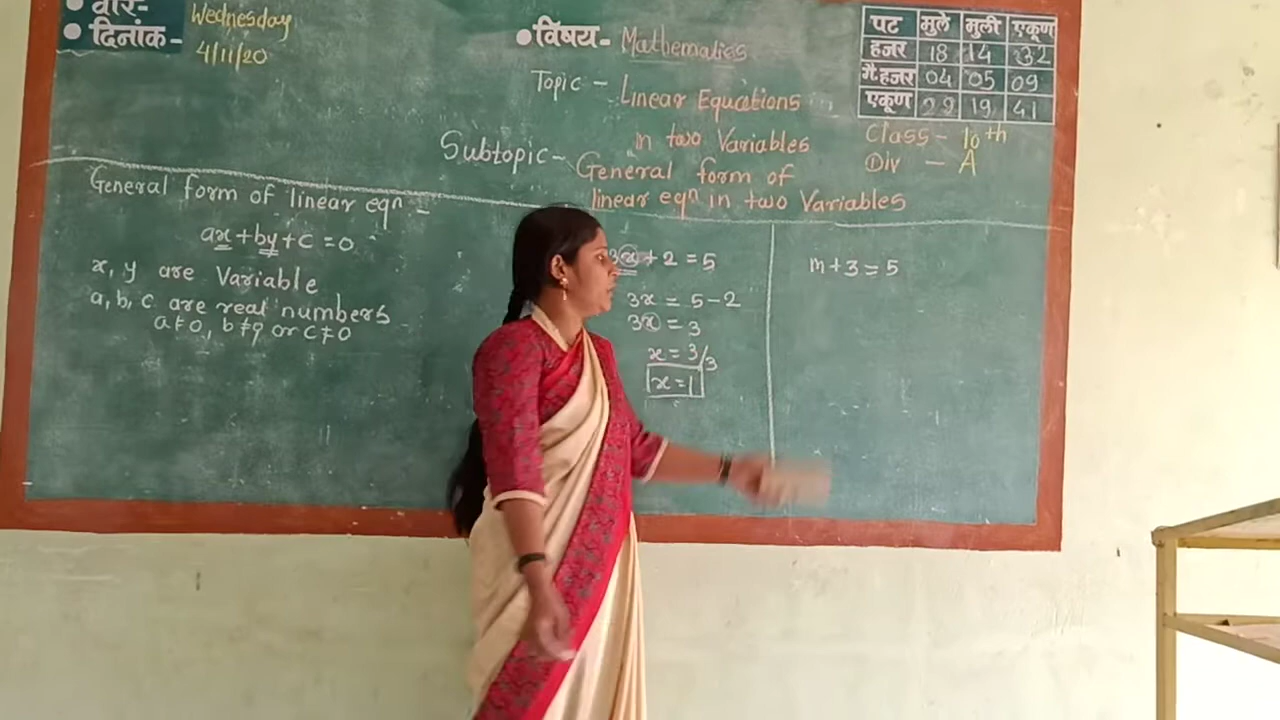 वार-
Wednesday
दिनांक-
4/11/20
विषय- Mathematics
Topic - Linear Equations
in two Variables
Subtopic- General form of
linear eqⁿ in two Variables
पट मुले मुली एकूण
हजर 18 14 32
गैरहजर 04 05 09
एकूण 22 19 41
Class- 10th
Div - A
General form of linear eqⁿ -
ax+by+c=0
x, y are Variable
a, b, c are real numbers
a≠0, b≠0 or c≠0
3x+2=5
3x = 5-2
3x = 3
x = 3/3
x=1
m+3=5